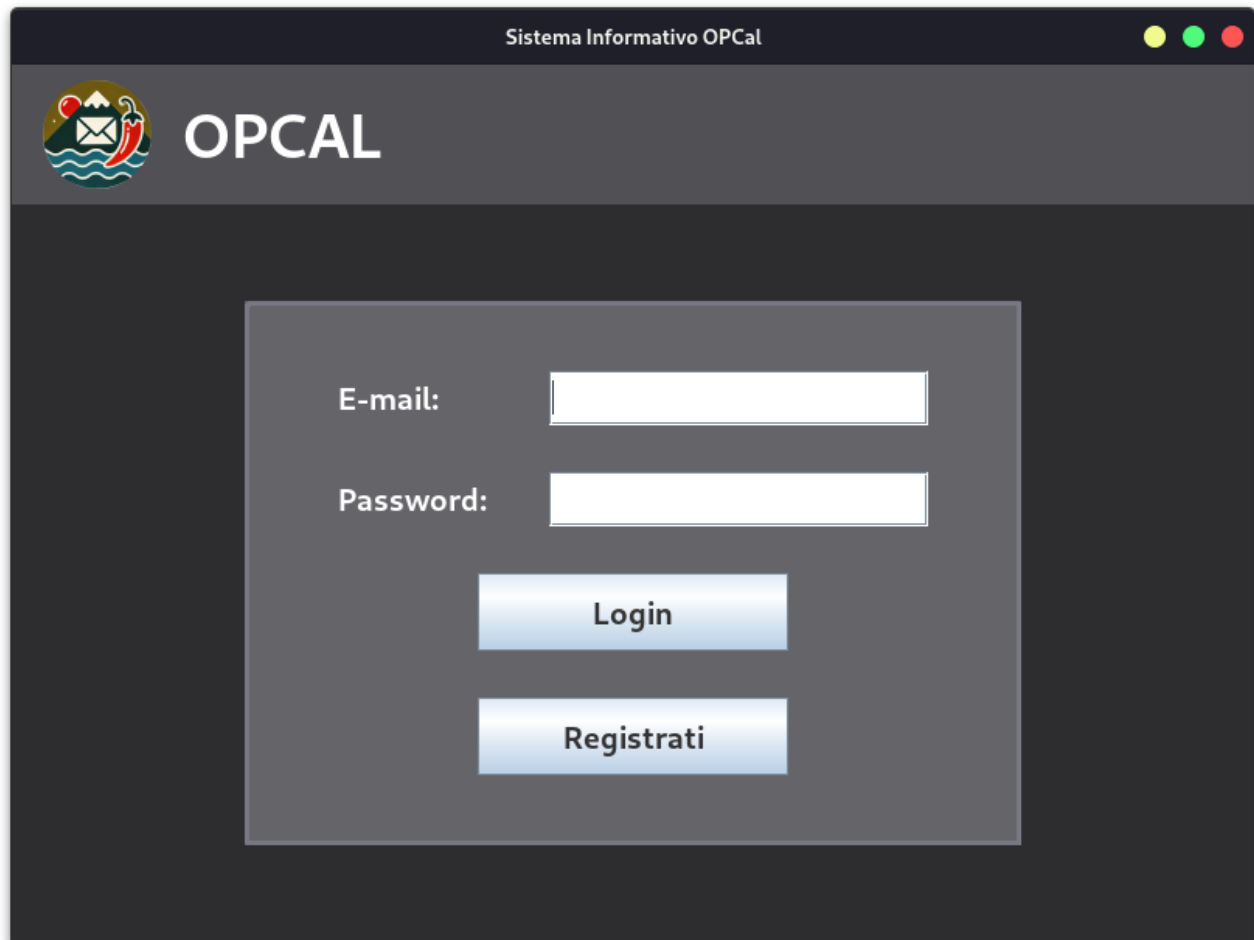 Sistema Informativo OPCal
OPCAL
E-mail:
Password:
Login
Registrati